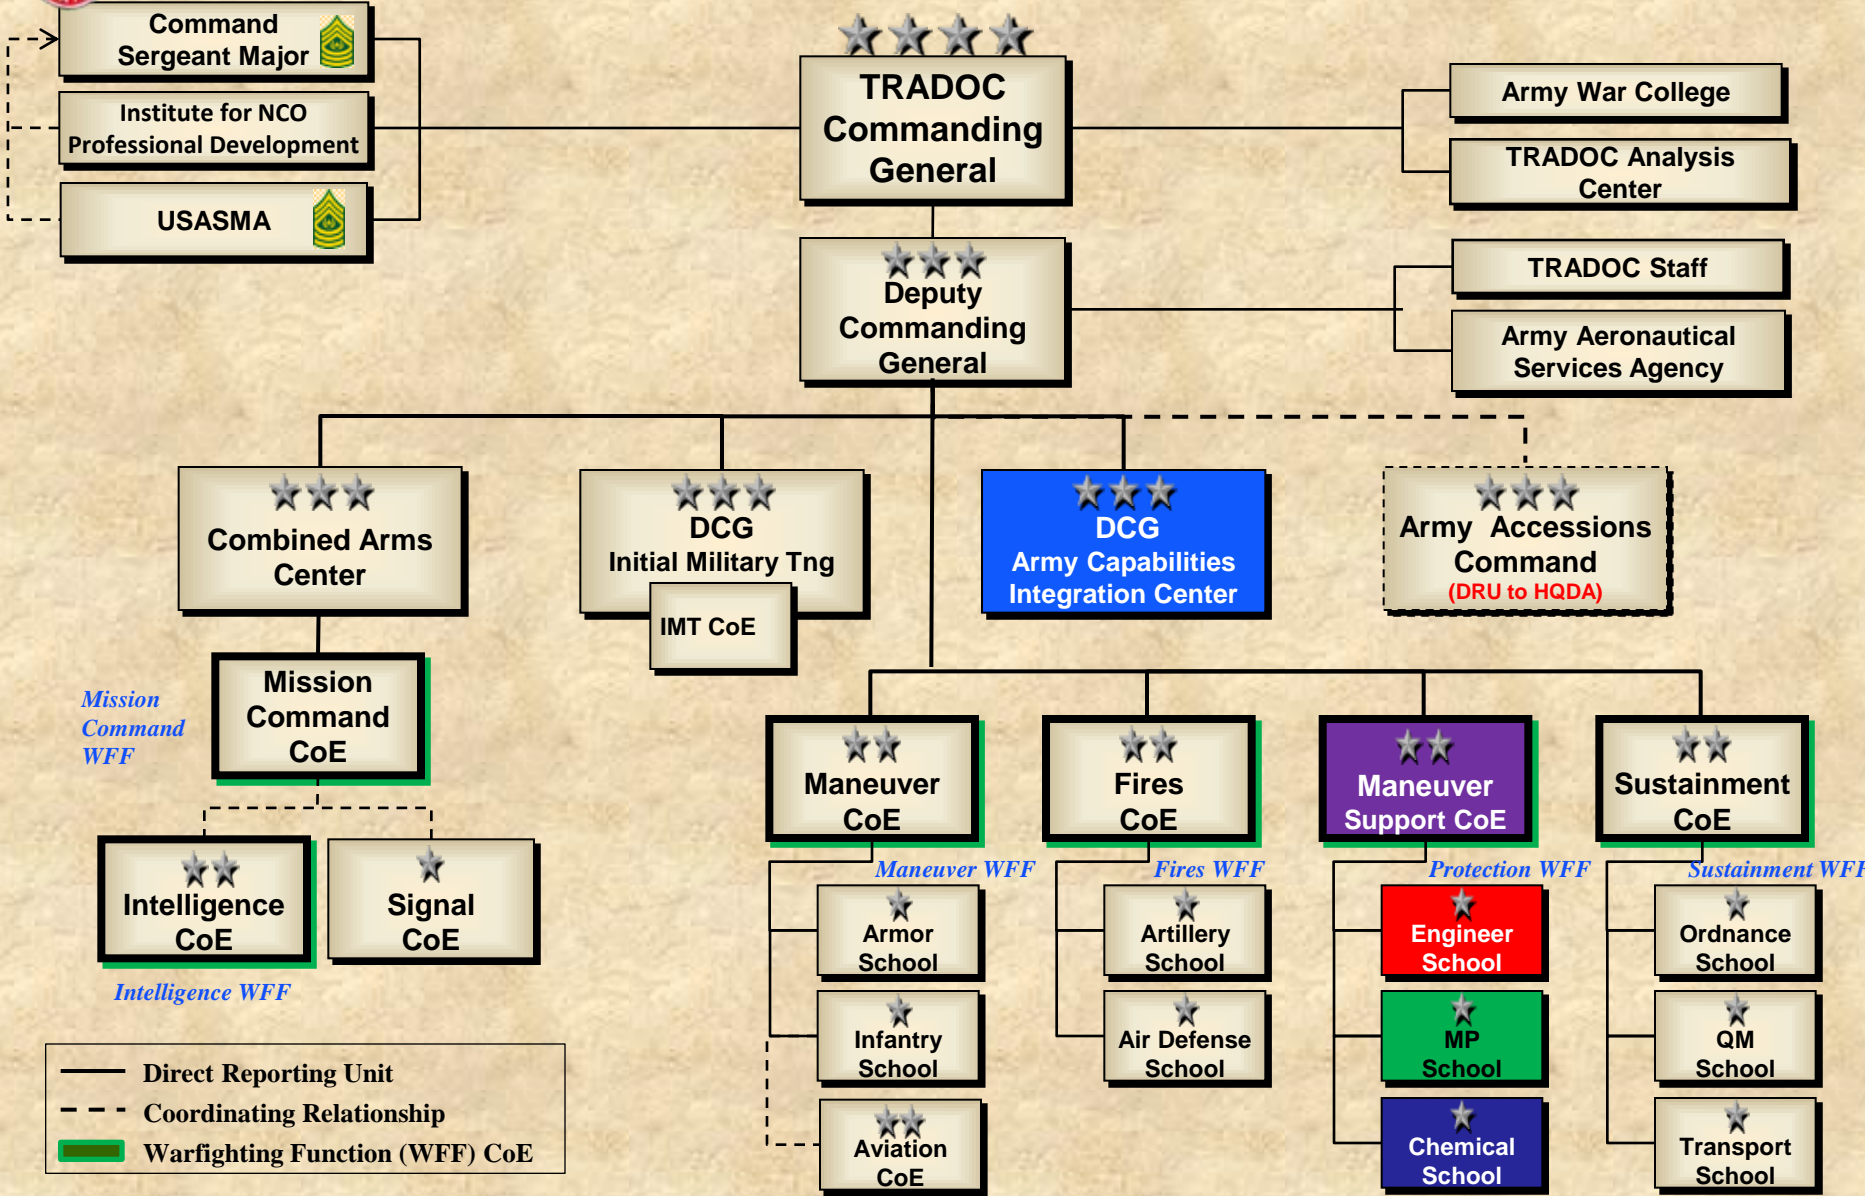 Command
Sergeant Major
Institute for NCO
Professional Development
USASMA
TRADOC
Commanding
General
Army War College
TRADOC Analysis
Center
Deputy
Commanding
General
TRADOC Staff
Army Aeronautical
Services Agency
Combined Arms
Center
DCG
Initial Military Tng
IMT CoE
DCG
Army Capabilities
Integration Center
Army Accessions
Command
(DRU to HQDA)
Mission
Command
WFF
Mission
Command
CoE
Intelligence
CoE
Intelligence WFF
Signal
CoE
Maneuver
CoE
Maneuver WFF
Armor
School
Infantry
School
Aviation
CoE
Fires
CoE
Fires WFF
Artillery
School
Air Defense
School
Maneuver
Support CoE
Protection WFF
Engineer
School
MP
School
Chemical
School
Sustainment
CoE
Sustainment WFF
Ordnance
School
QM
School
Transport
School
Direct Reporting Unit
Coordinating Relationship
Warfighting Function (WFF) CoE